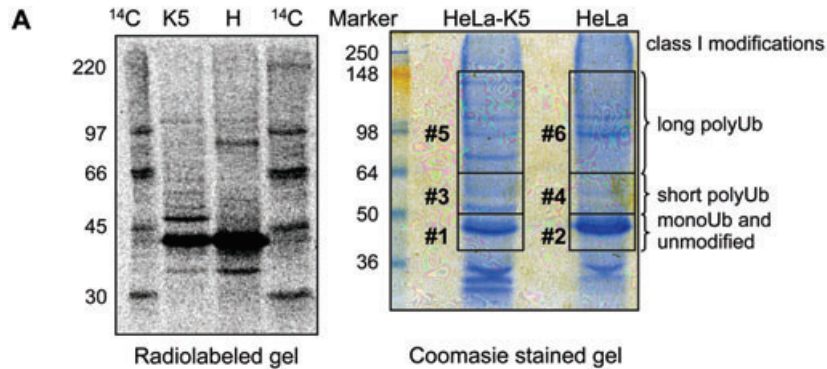 A
14C K5 H 14C
220
97
66
45
30
Radiolabeled gel
Marker HeLa-K5 HeLa
250
148
98
64
50
36
#5
#3
#1
#6
#4
#2
class I modifications
long polyUb
short polyUb
monoUb and
unmodified
Coomasie stained gel